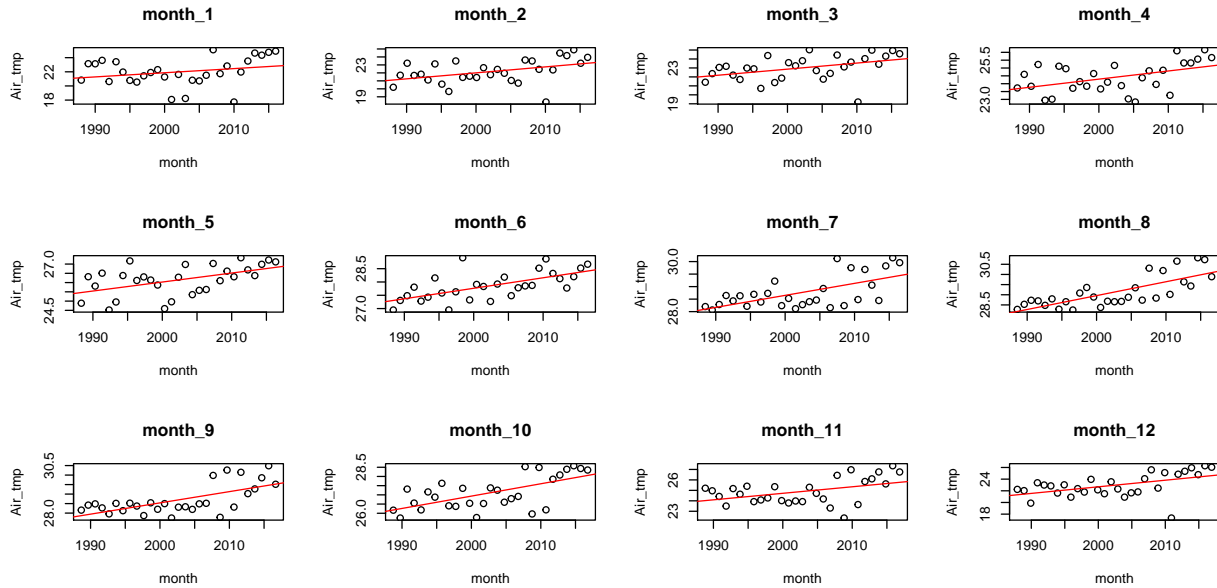 month_1
Air_tmp
18
22
1990
2000
2010
month
month_2
Air_tmp
19
21
23
1990
2000
2010
month
month_3
Air_tmp
19
21
23
1990
2000
2010
month
month_4
Air_tmp
23.0
25.5
1990
2000
2010
month
month_5
Air_tmp
24.5
27.0
1990
2000
2010
month
month_6
Air_tmp
27.0
28.5
1990
2000
2010
month
month_7
Air_tmp
28.0
30.0
1990
2000
2010
month
month_8
Air_tmp
28.5
30.5
1990
2000
2010
month
month_9
Air_tmp
28.0
30.5
1990
2000
2010
month
month_10
Air_tmp
26.0
28.5
1990
2000
2010
month
month_11
Air_tmp
23
26
1990
2000
2010
month
month_12
Air_tmp
18
24
1990
2000
2010
month